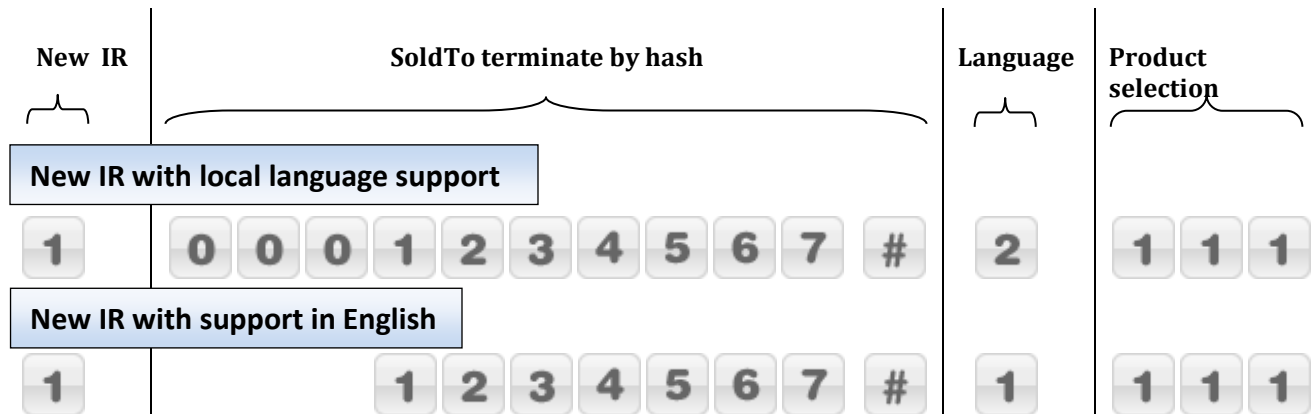 New IR SoldTo terminate by hash Language Product
selection
New IR with local language support
1 0 0 0 1 2 3 4 5 6 7 # 2 1 1 1
New IR with support in English
1 1 2 3 4 5 6 7 # 1 1 1 1